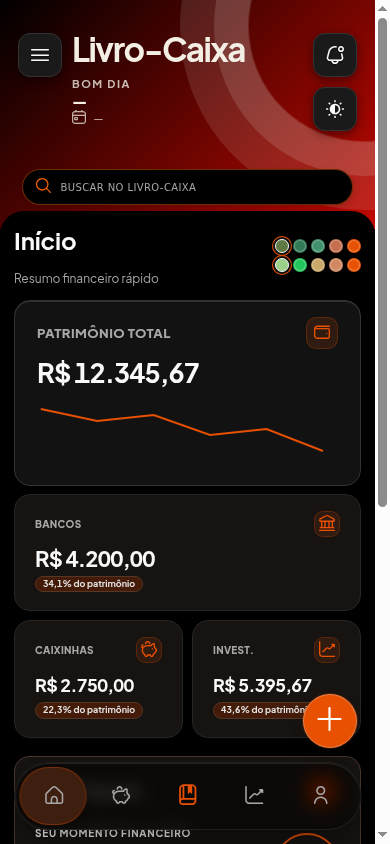 Livro-Caixa
BOM DIA
—
—
BUSCAR NO LIVRO-CAIXA
Início
Resumo financeiro rápido
PATRIMÔNIO TOTAL
R$ 12.345,67
BANCOS
R$ 4.200,00
34,1% do patrimônio
CAIXINHAS
R$ 2.750,00
22,3% do patrimônio
INVEST.
R$ 5.395,67
43,6% do patrimôni
SEU MOMENTO FINANCEIRO